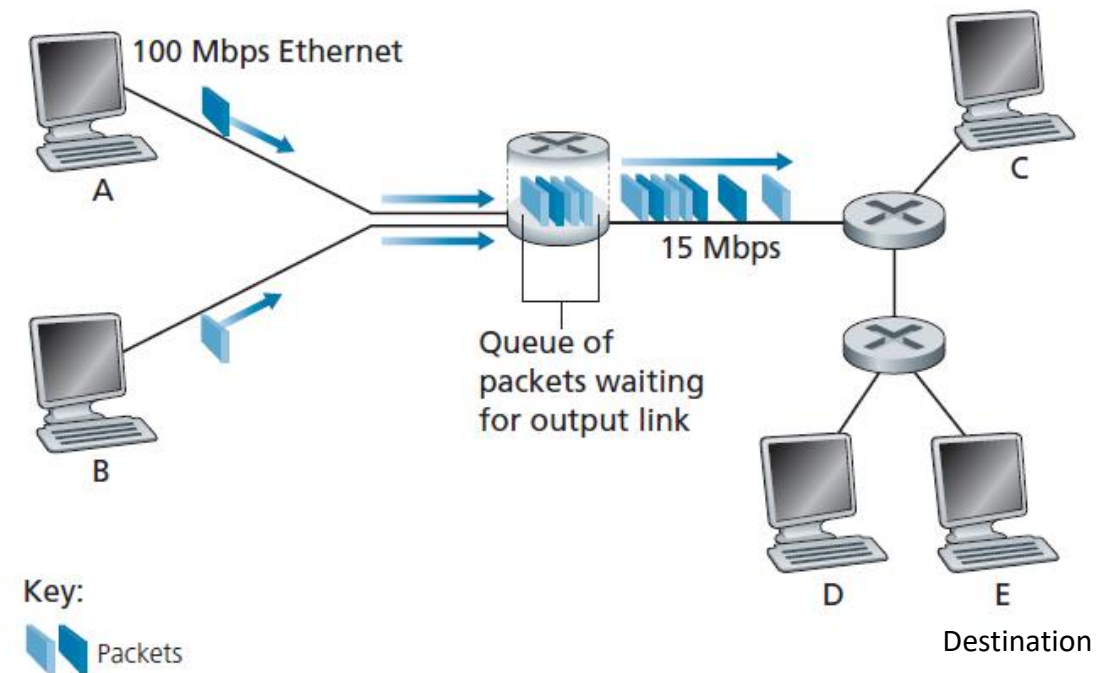 100 Mbps Ethernet
A
C
15 Mbps
Queue of
packets waiting
for output link
B
D
E
Key:
Packets
Destination